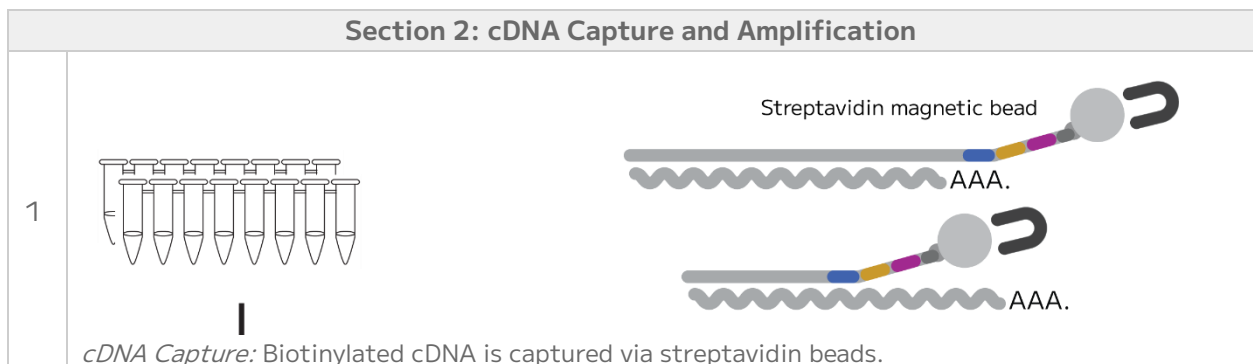 Section 2: cDNA Capture and Amplification
1
Streptavidin magnetic bead
AAA.
AAA.
cDNA Capture: Biotinylated cDNA is captured via streptavidin beads.